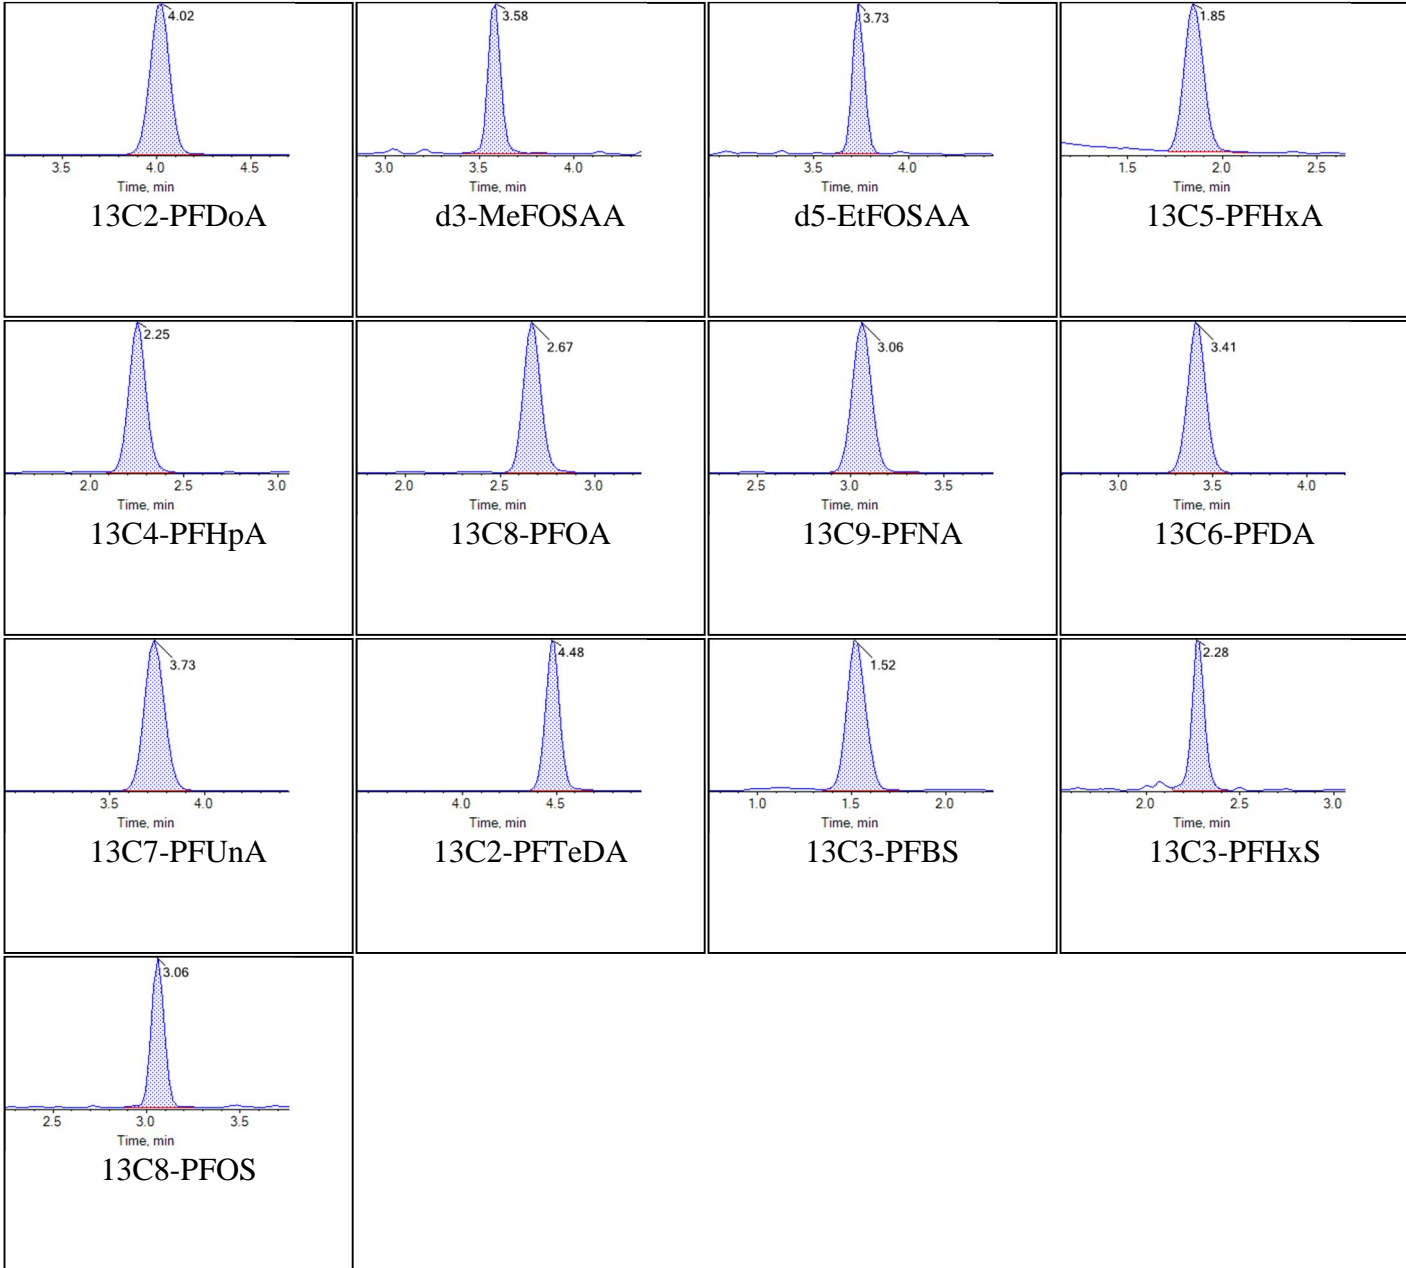 4.02
3.5 4.0 4.5
Time, min
13C2-PFDoA
3.58
3.0 3.5 4.0
Time, min
d3-MeFOSAA
3.73
3.5 4.0
Time, min
d5-EtFOSAA
1.85
1.5 2.0 2.5
Time, min
13C5-PFHxA
2.25
2.0 2.5 3.0
Time, min
13C4-PFHpA
2.67
2.0 2.5 3.0
Time, min
13C8-PFOA
3.06
2.5 3.0 3.5
Time, min
13C9-PFNA
3.41
3.0 3.5 4.0
Time, min
13C6-PFDA
3.73
3.5 4.0
Time, min
13C7-PFUnA
4.48
4.0 4.5
Time, min
13C2-PFTeDA
1.52
1.0 1.5 2.0
Time, min
13C3-PFBS
2.28
2.0 2.5 3.0
Time, min
13C3-PFHxS
3.06
2.5 3.0 3.5
Time, min
13C8-PFOS